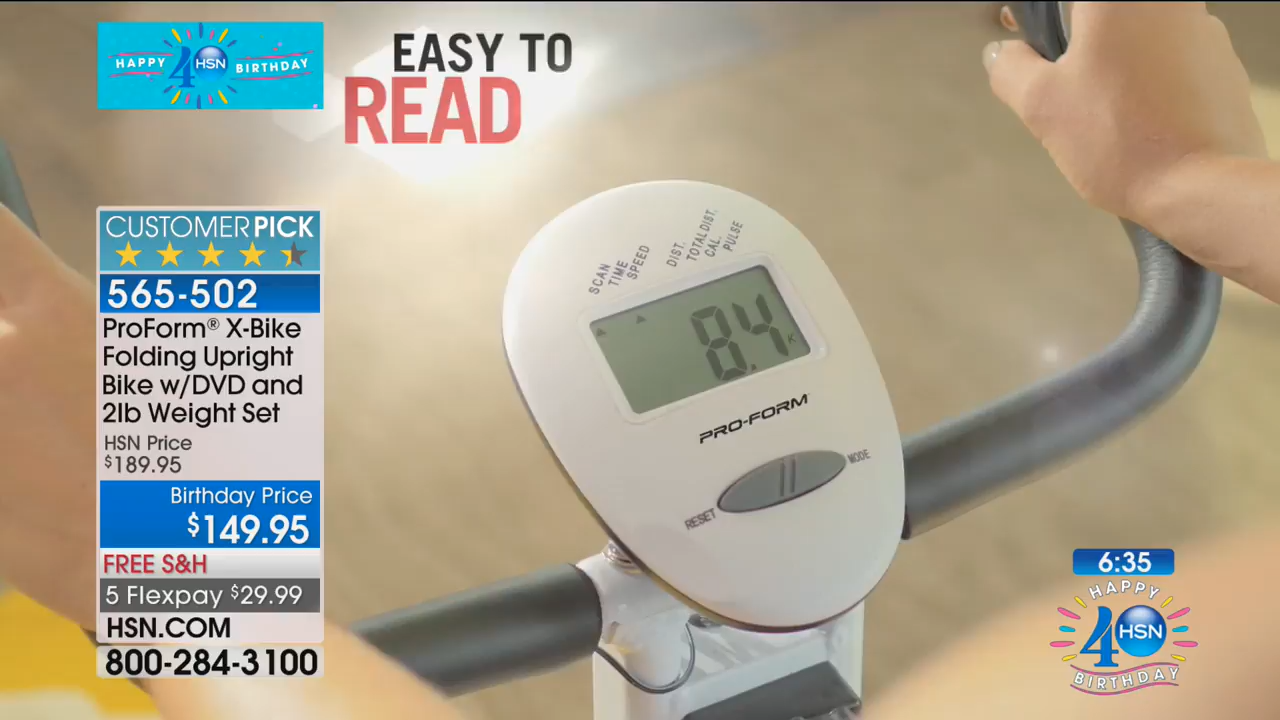 HAPPY 40 HSN BIRTHDAY
EASY TO
READ
CUSTOMER PICK
565-502
ProForm® X-Bike
Folding Upright
Bike w/DVD and
2lb Weight Set
HSN Price
$189.95
Birthday Price
$149.95
FREE S&H
5 Flexpay $29.99
HSN.COM
800-284-3100
SCAN
TIME
SPEED
DIST.
TOTAL DIST.
CAL.
PULSE
8.4 K
PRO-FORM
MODE
RESET
6:35
HAPPY
40 HSN
BIRTHDAY